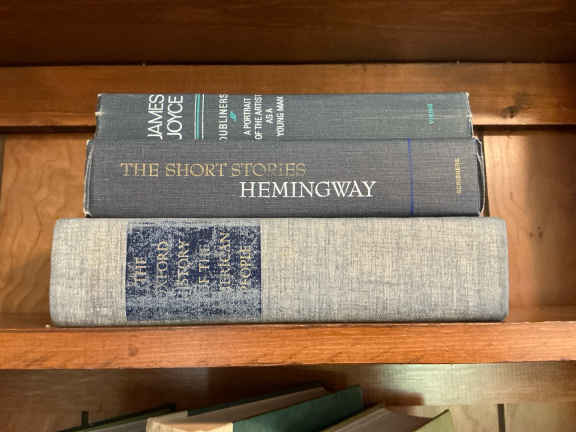 JAMES
JOYCE
DUBLINERS
&
A PORTRAIT
OF THE ARTIST
AS A
YOUNG MAN
VIKING
THE SHORT STORIES
HEMINGWAY
SCRIBNERS
THE
OXFORD
HISTORY
OF THE
AMERICAN
PEOPLE